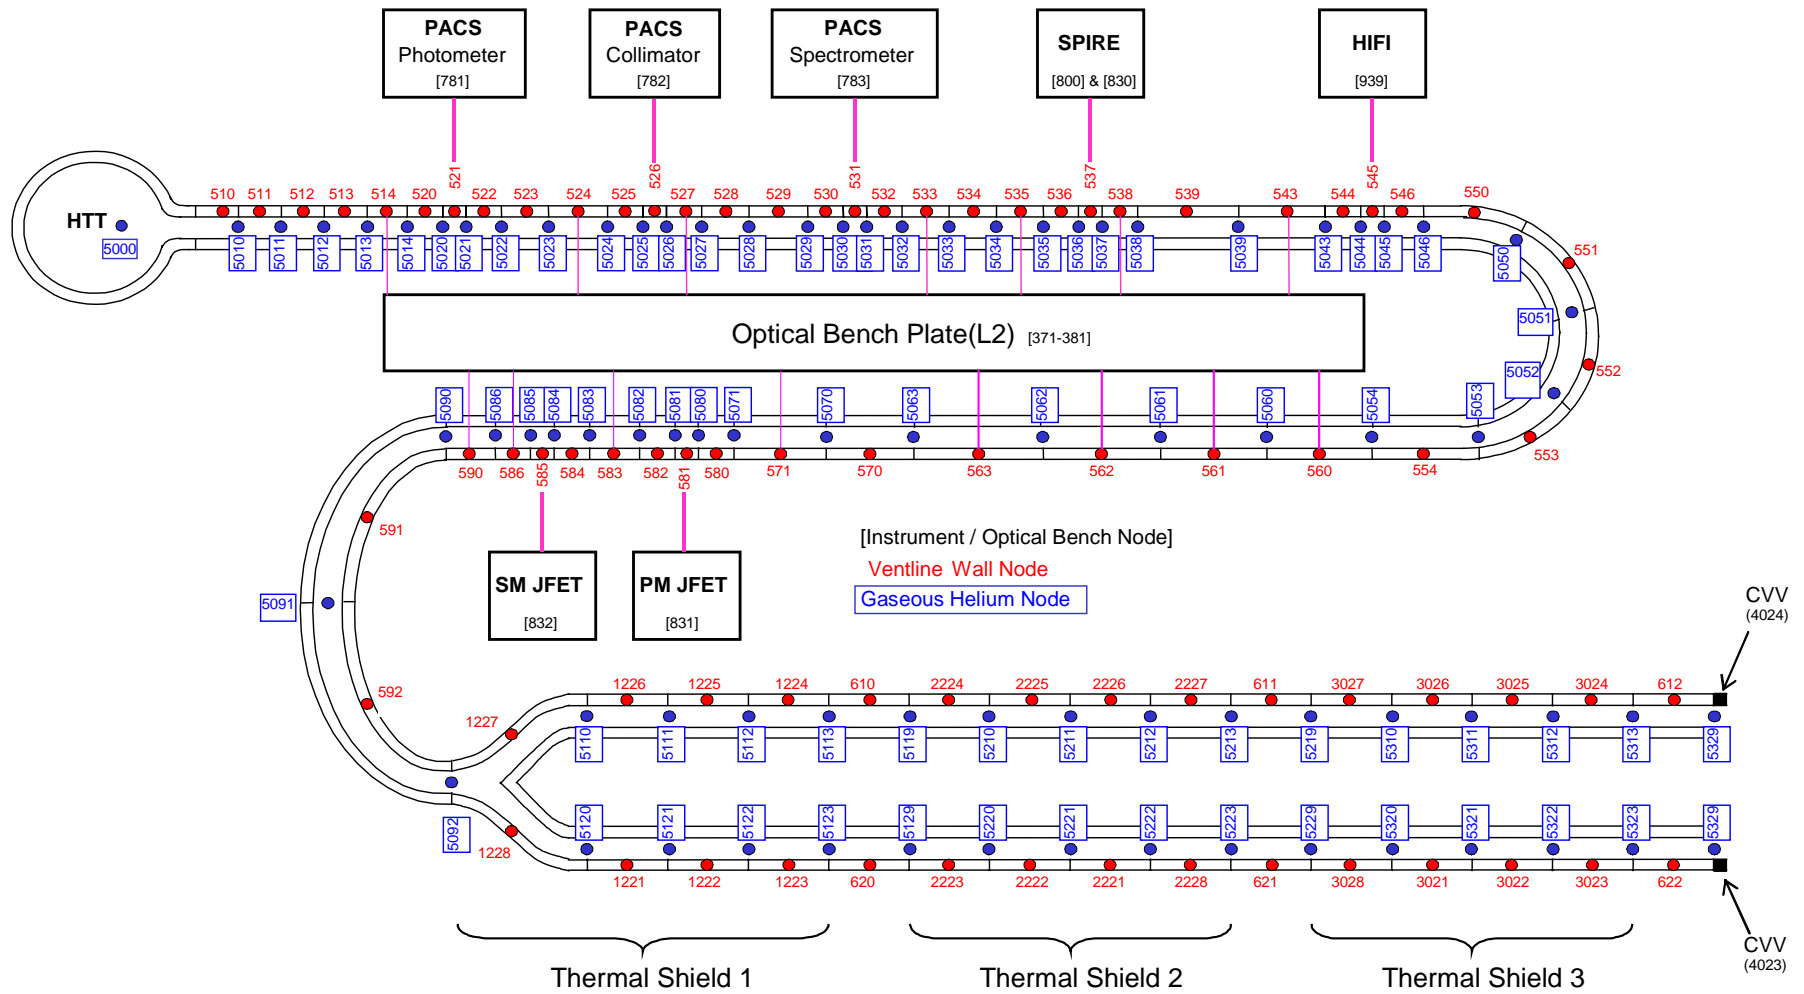 PACS
Photometer
[781]
PACS
Collimator
[782]
PACS
Spectrometer
[783]
SPIRE
[800] & [830]
HIFI
[939]
510 511 512 513 514 520 521 522 523 524 525 526 527 528 529 530 531 532 533 534 535 536 537 538 539 543 544 545 546 550
HTT
5000
5010 5011 5012 5013 5014 5020 5021 5022 5023 5024 5025 5026 5027 5028 5029 5030 5031 5032 5033 5034 5035 5036 5037 5038 5039 5043 5044 5045 5046 5050
551
5051
Optical Bench Plate(L2) [371-381]
552
5052
5090 5086 5085 5084 5083 5082 5081 5080 5071 5070 5063 5062 5061 5060 5054 5053
553
590 586 585 584 583 582 581 580 571 570 563 562 561 560 554
591
[Instrument / Optical Bench Node]
Ventline Wall Node
Gaseous Helium Node
SM JFET
[832]
PM JFET
[831]
5091
CVV
(4024)
592
1227 1226 1225 1224 610 2224 2225 2226 2227 611 3027 3026 3025 3024 612
5110 5111 5112 5113 5119 5210 5211 5212 5213 5219 5310 5311 5312 5313 5329
5092
5120 5121 5122 5123 5129 5220 5221 5222 5223 5229 5320 5321 5322 5323 5329
1228 1221 1222 1223 620 2223 2222 2221 2228 621 3028 3021 3022 3023 622
CVV
(4023)
Thermal Shield 1
Thermal Shield 2
Thermal Shield 3